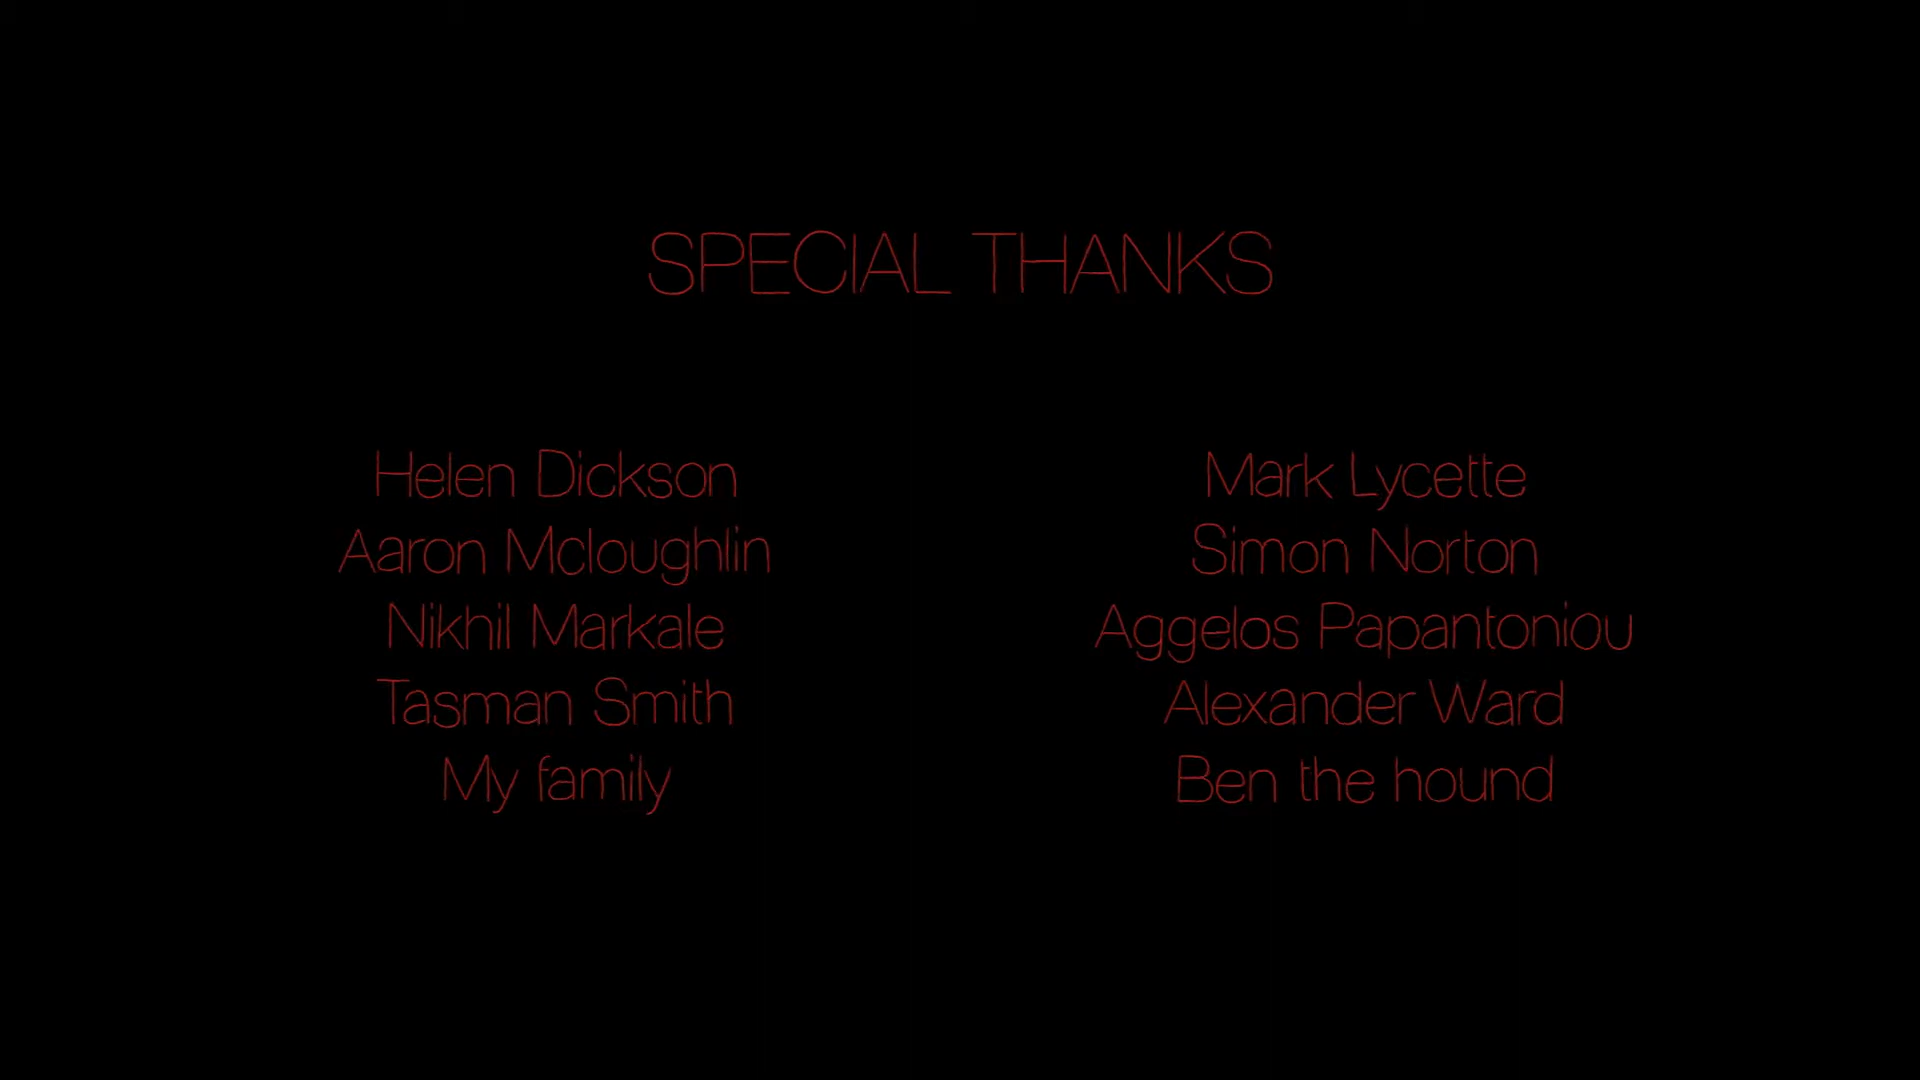 SPECIAL THANKS
Helen Dickson
Aaron Mcloughlin
Nikhil Markale
Tasman Smith
My family
Mark Lycette
Simon Norton
Aggelos Papantoniou
Alexander Ward
Ben the hound